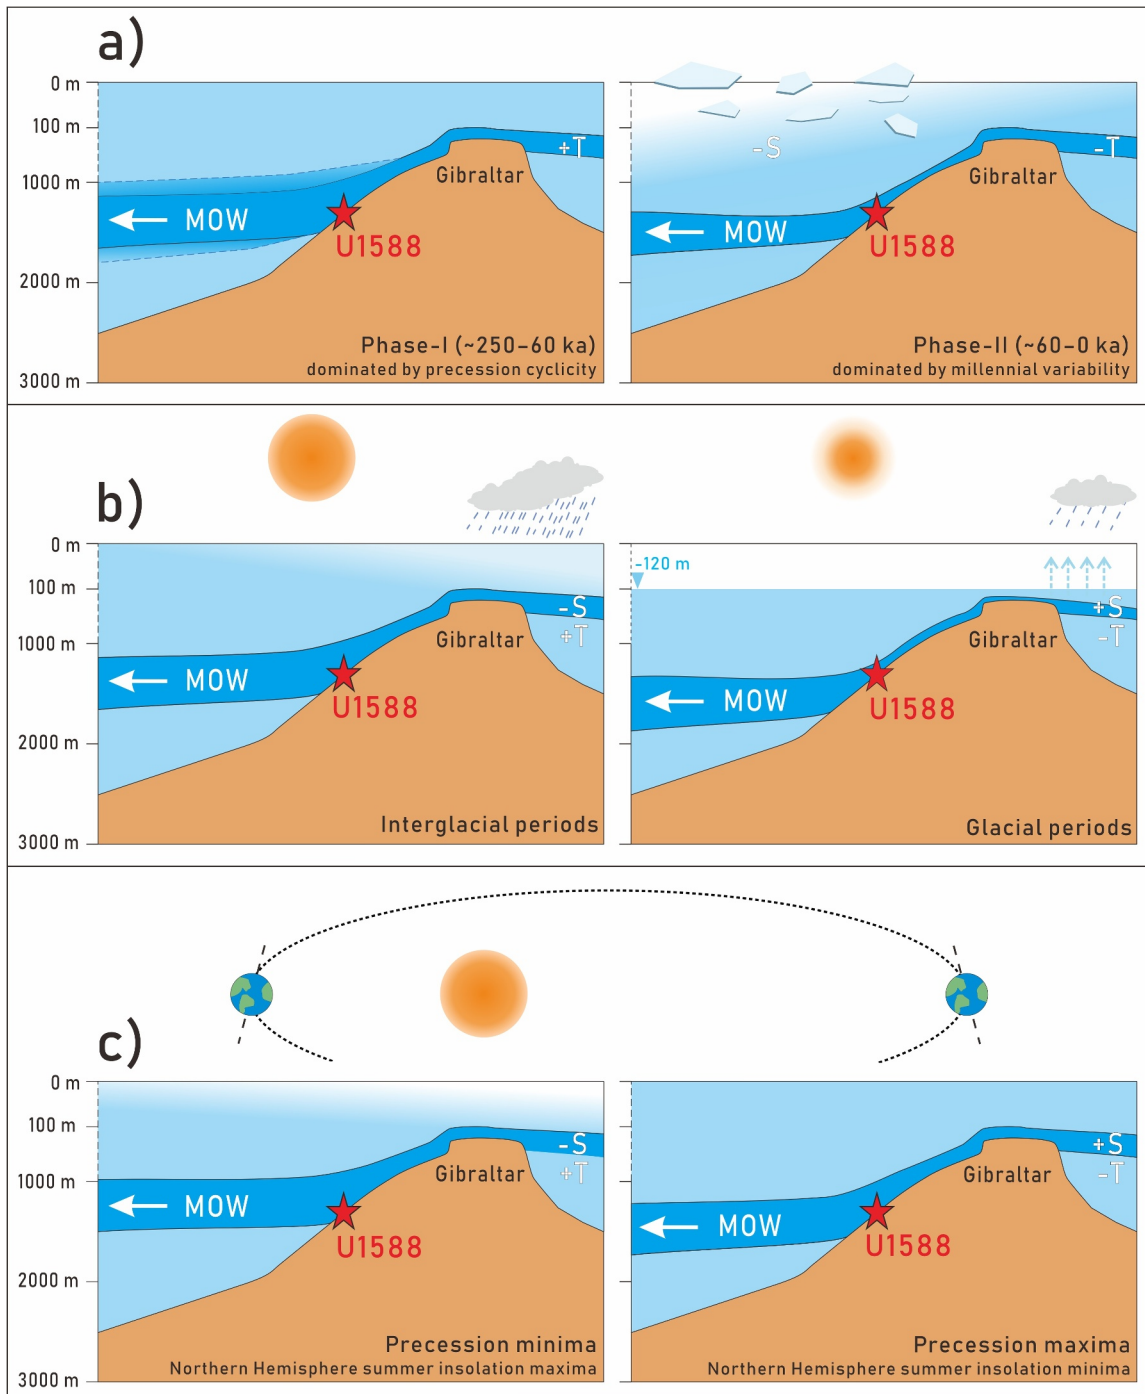 a)
0 m
100 m
1000 m
2000 m
3000 m
+T
Gibraltar
MOW
U1588
Phase-I (~250–60 ka)
dominated by precession cyclicity
-S
-T
Gibraltar
MOW
U1588
Phase-II (~60–0 ka)
dominated by millennial variability
b)
0 m
100 m
1000 m
2000 m
3000 m
-S
+T
Gibraltar
MOW
U1588
Interglacial periods
-120 m
+S
-T
Gibraltar
MOW
U1588
Glacial periods
c)
0 m
100 m
1000 m
2000 m
3000 m
-S
+T
Gibraltar
MOW
U1588
Precession minima
Northern Hemisphere summer insolation maxima
+S
-T
Gibraltar
MOW
U1588
Precession maxima
Northern Hemisphere summer insolation minima